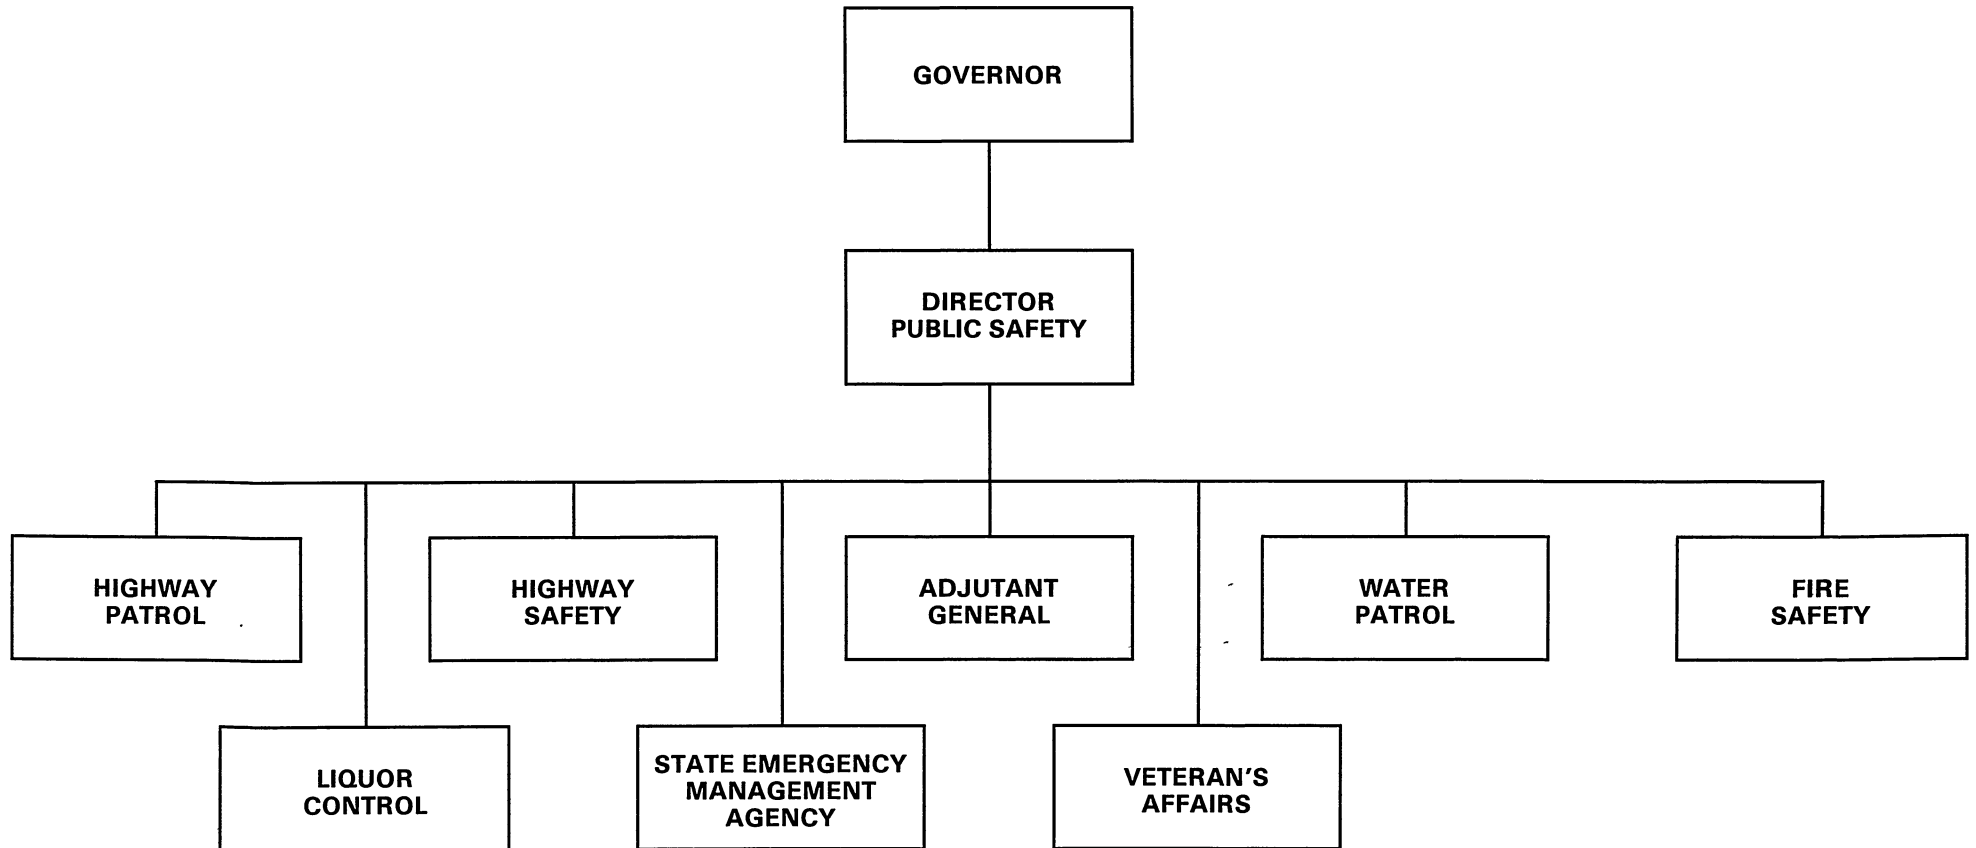 GOVERNOR
DIRECTOR
PUBLIC SAFETY
HIGHWAY
PATROL
HIGHWAY
SAFETY
ADJUTANT
GENERAL
WATER
PATROL
FIRE
SAFETY
LIQUOR
CONTROL
STATE EMERGENCY
MANAGEMENT
AGENCY
VETERAN'S
AFFAIRS